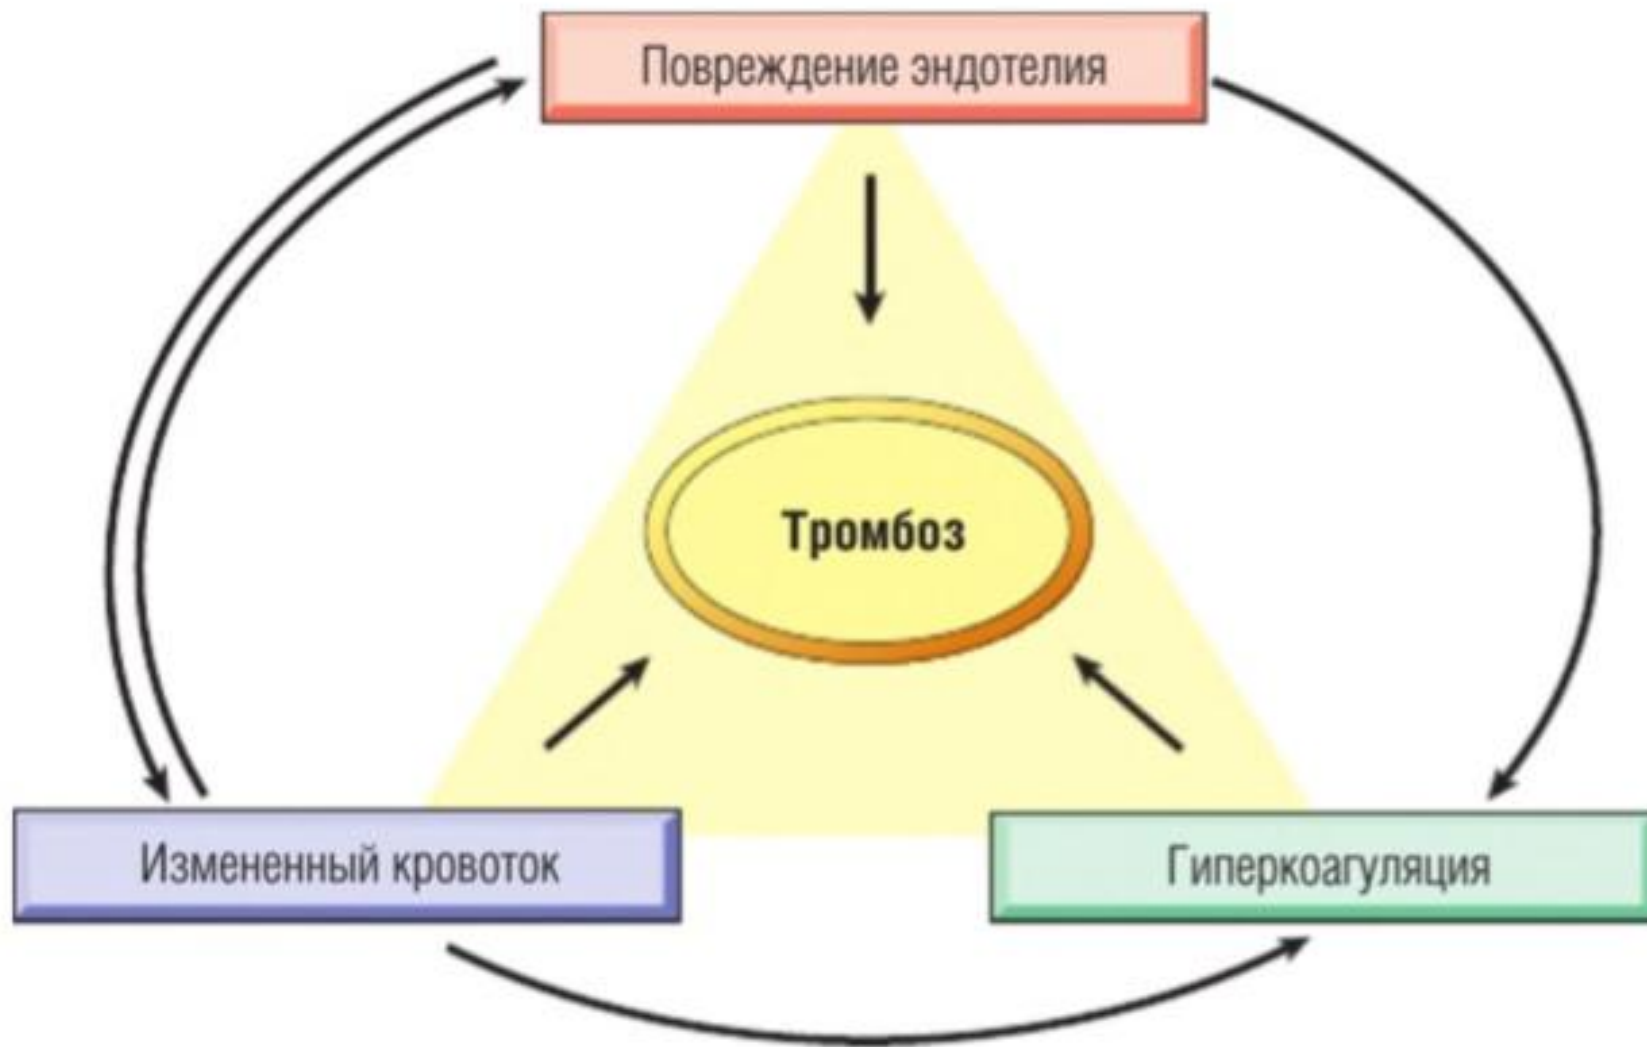 Повреждение эндотелия
Тромбоз
Измененный кровоток
Гиперкоагуляция